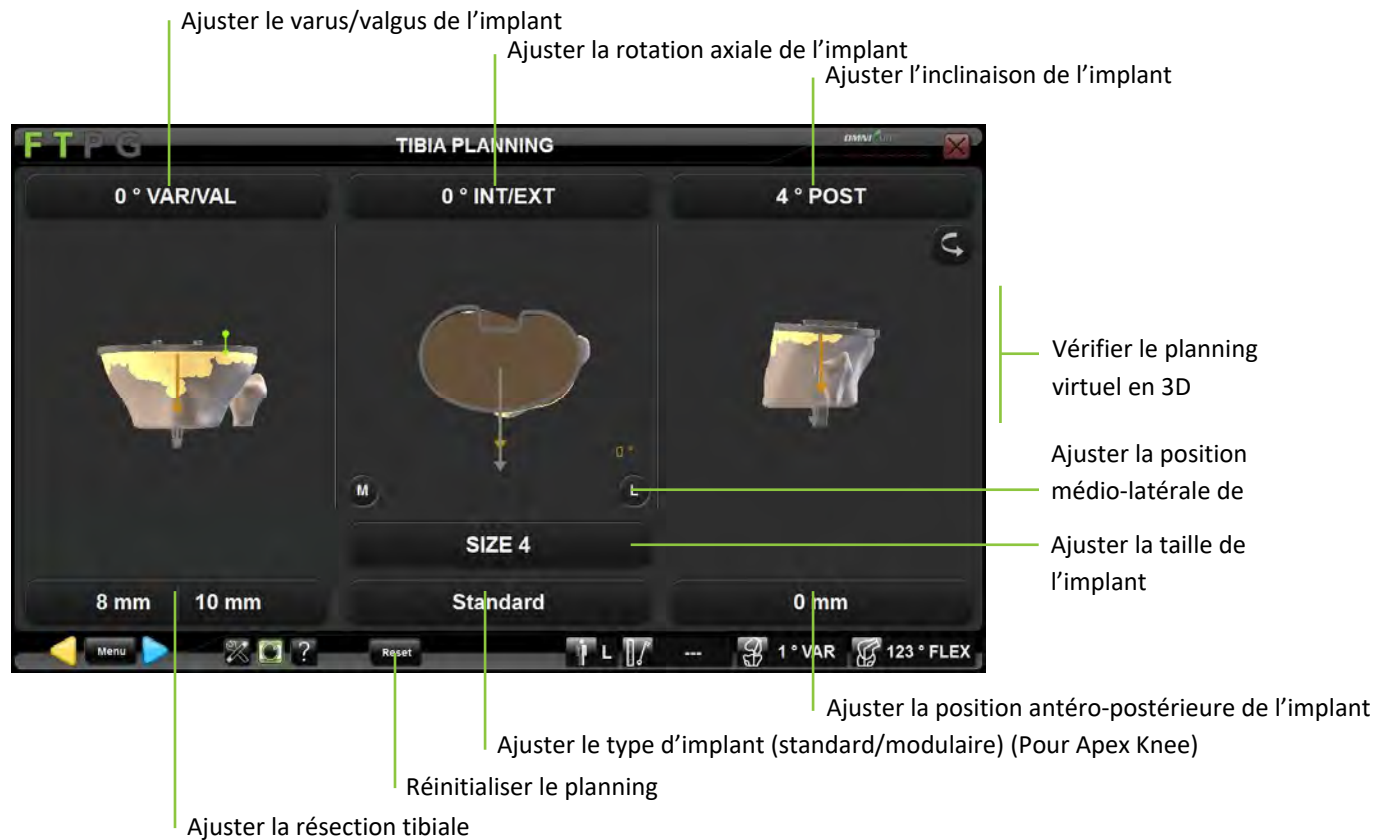 Ajuster le varus/valgus de l’implant
Ajuster la rotation axiale de l’implant
Ajuster l’inclinaison de l’implant
F T P G
TIBIA PLANNING
0 ° VAR/VAL
0 ° INT/EXT
4 ° POST
Vérifier le planning
virtuel en 3D
0 °
M
L
Ajuster la position
médio-latérale de
SIZE 4
Ajuster la taille de
l’implant
8 mm
10 mm
Standard
0 mm
Menu
?
Reset
L
---
1 ° VAR
123 ° FLEX
Ajuster la position antéro-postérieure de l’implant
Ajuster le type d’implant (standard/modulaire) (Pour Apex Knee)
Réinitialiser le planning
Ajuster la résection tibiale